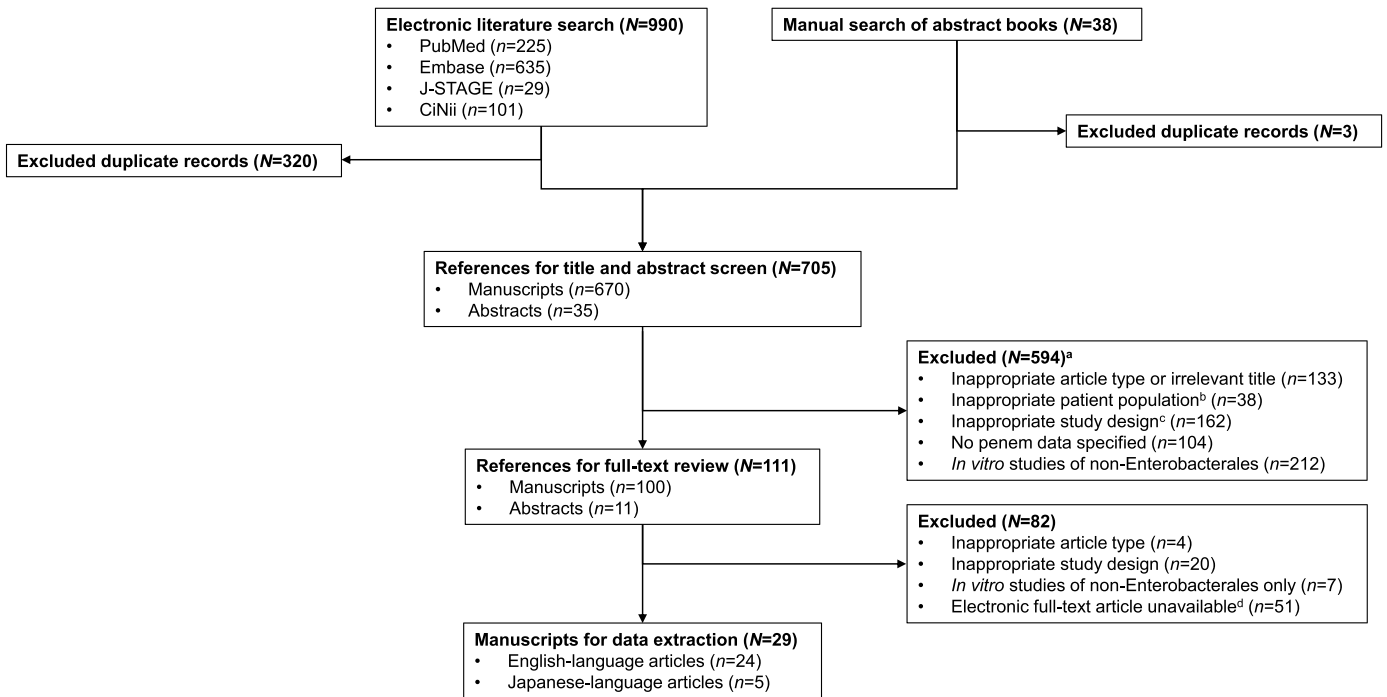 Electronic literature search (N=990)
• PubMed (n=225)
• Embase (n=635)
• J-STAGE (n=29)
• CiNii (n=101)
Manual search of abstract books (N=38)
Excluded duplicate records (N=320)
Excluded duplicate records (N=3)
References for title and abstract screen (N=705)
• Manuscripts (n=670)
• Abstracts (n=35)
Excluded (N=594)ᵃ
• Inappropriate article type or irrelevant title (n=133)
• Inappropriate patient populationᵇ (n=38)
• Inappropriate study designᶜ (n=162)
• No penem data specified (n=104)
• In vitro studies of non-Enterobacterales (n=212)
References for full-text review (N=111)
• Manuscripts (n=100)
• Abstracts (n=11)
Excluded (N=82)
• Inappropriate article type (n=4)
• Inappropriate study design (n=20)
• In vitro studies of non-Enterobacterales only (n=7)
• Electronic full-text article unavailableᵈ (n=51)
Manuscripts for data extraction (N=29)
• English-language articles (n=24)
• Japanese-language articles (n=5)